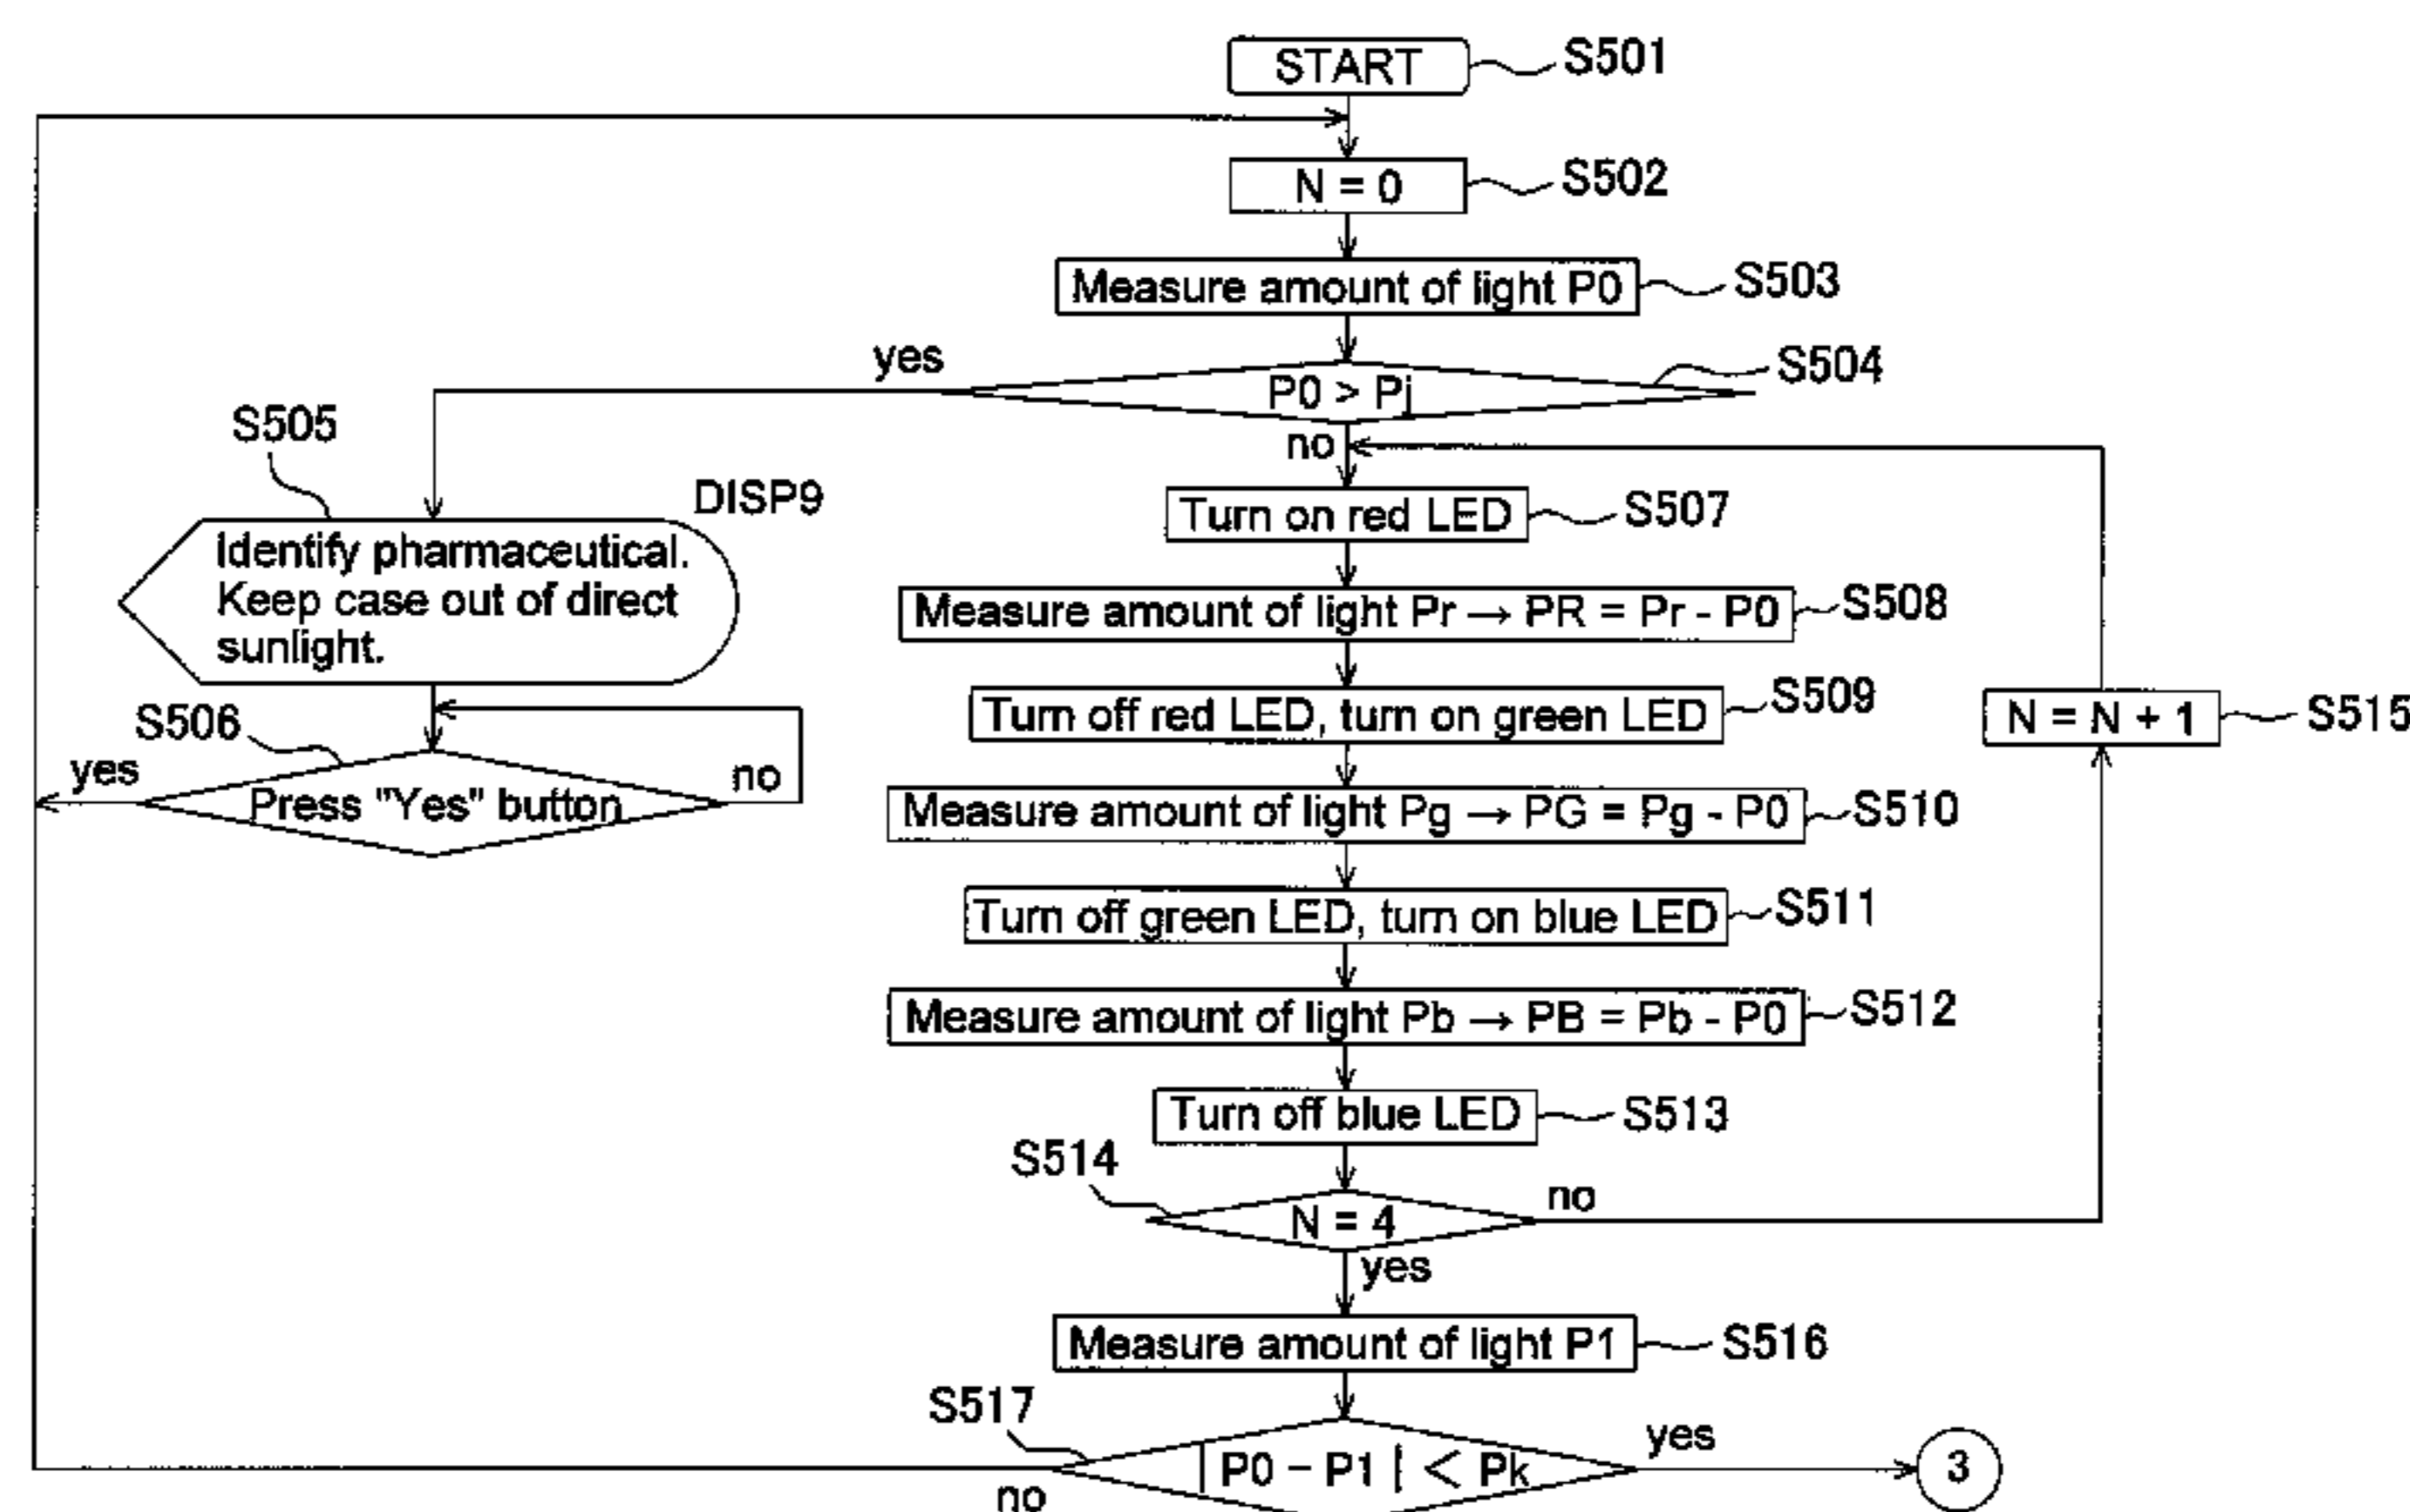 START
S501
N = 0
S502
Measure amount of light P0
S503
yes
P0 > Pj
S504
no
S505
DISP9
Identify pharmaceutical.
Keep case out of direct
sunlight.
S506
yes
Press "Yes" button
no
Turn on red LED
S507
Measure amount of light Pr → PR = Pr - P0
S508
Turn off red LED, turn on green LED
S509
N = N + 1
S515
Measure amount of light Pg → PG = Pg - P0
S510
Turn off green LED, turn on blue LED
S511
Measure amount of light Pb → PB = Pb - P0
S512
Turn off blue LED
S513
S514
N = 4
no
yes
Measure amount of light P1
S516
S517
| P0 − P1 | < Pk
yes
3
no